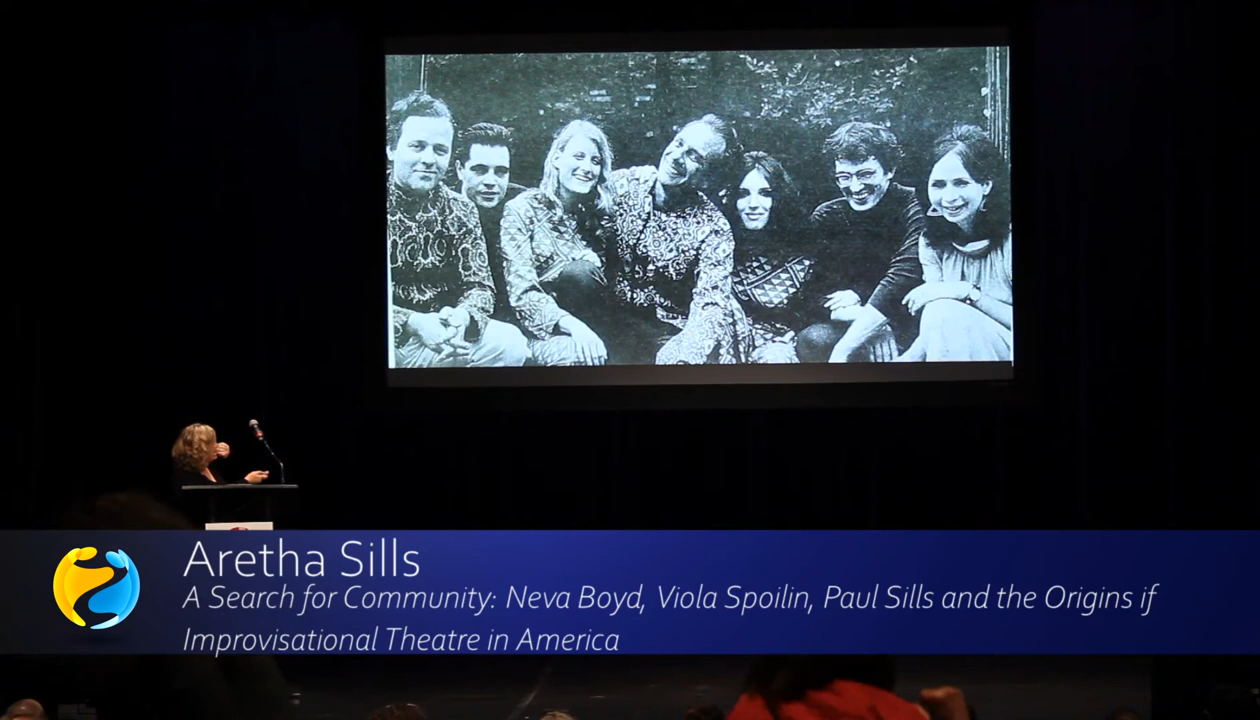 Aretha Sills
A Search for Community: Neva Boyd, Viola Spoilin, Paul Sills and the Origins if
Improvisational Theatre in America